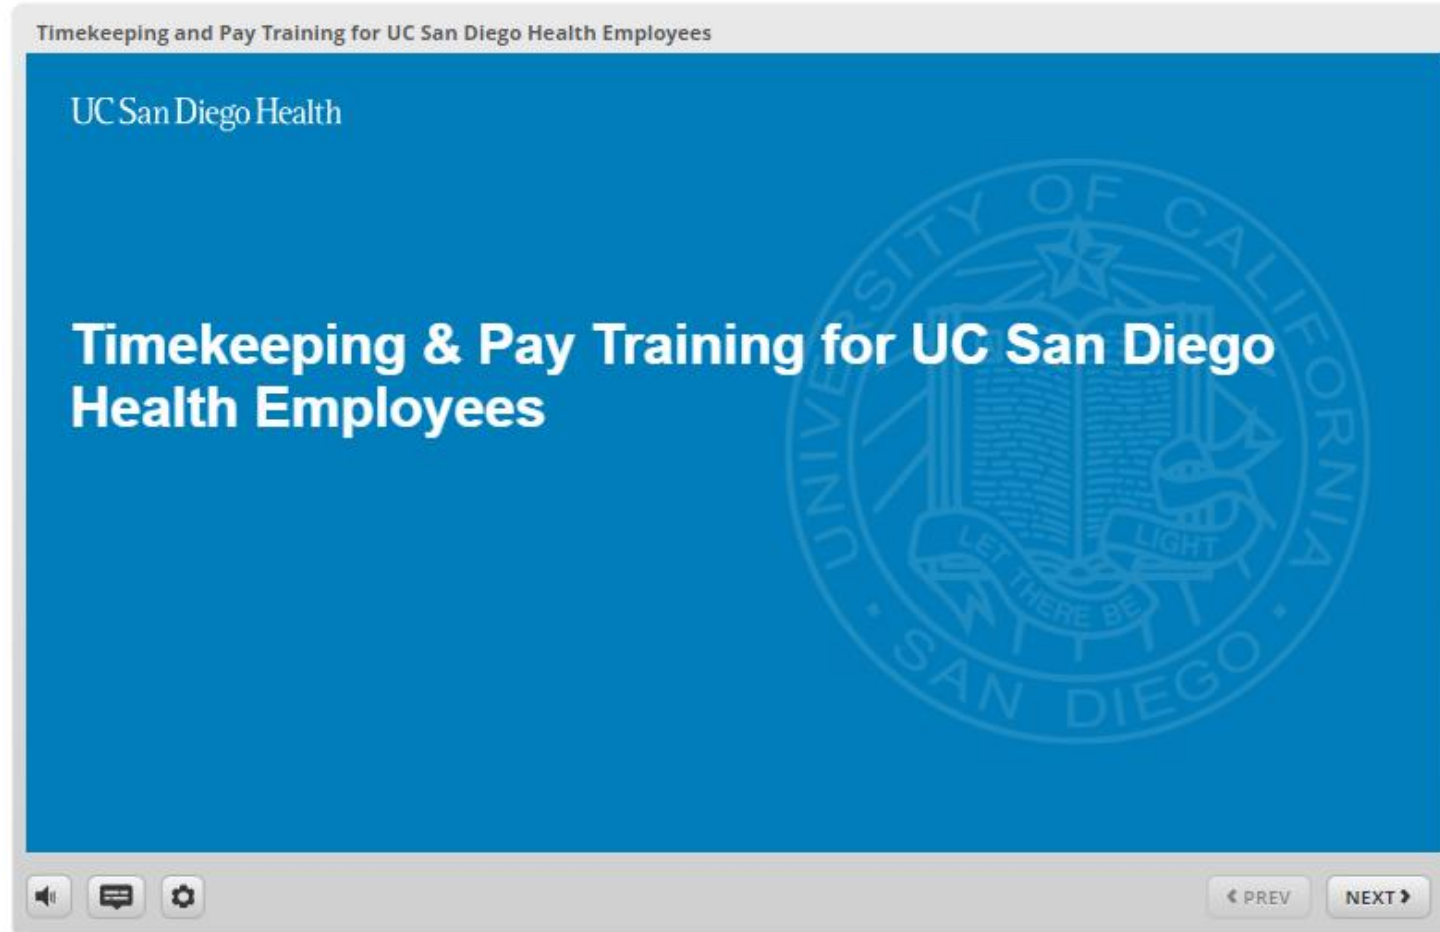 Timekeeping and Pay Training for UC San Diego Health Employees
UC San Diego Health
Timekeeping & Pay Training for UC San Diego
Health Employees
UNIVERSITY OF CALIFORNIA
LET THERE BE LIGHT
· SAN DIEGO ·
PREV
NEXT